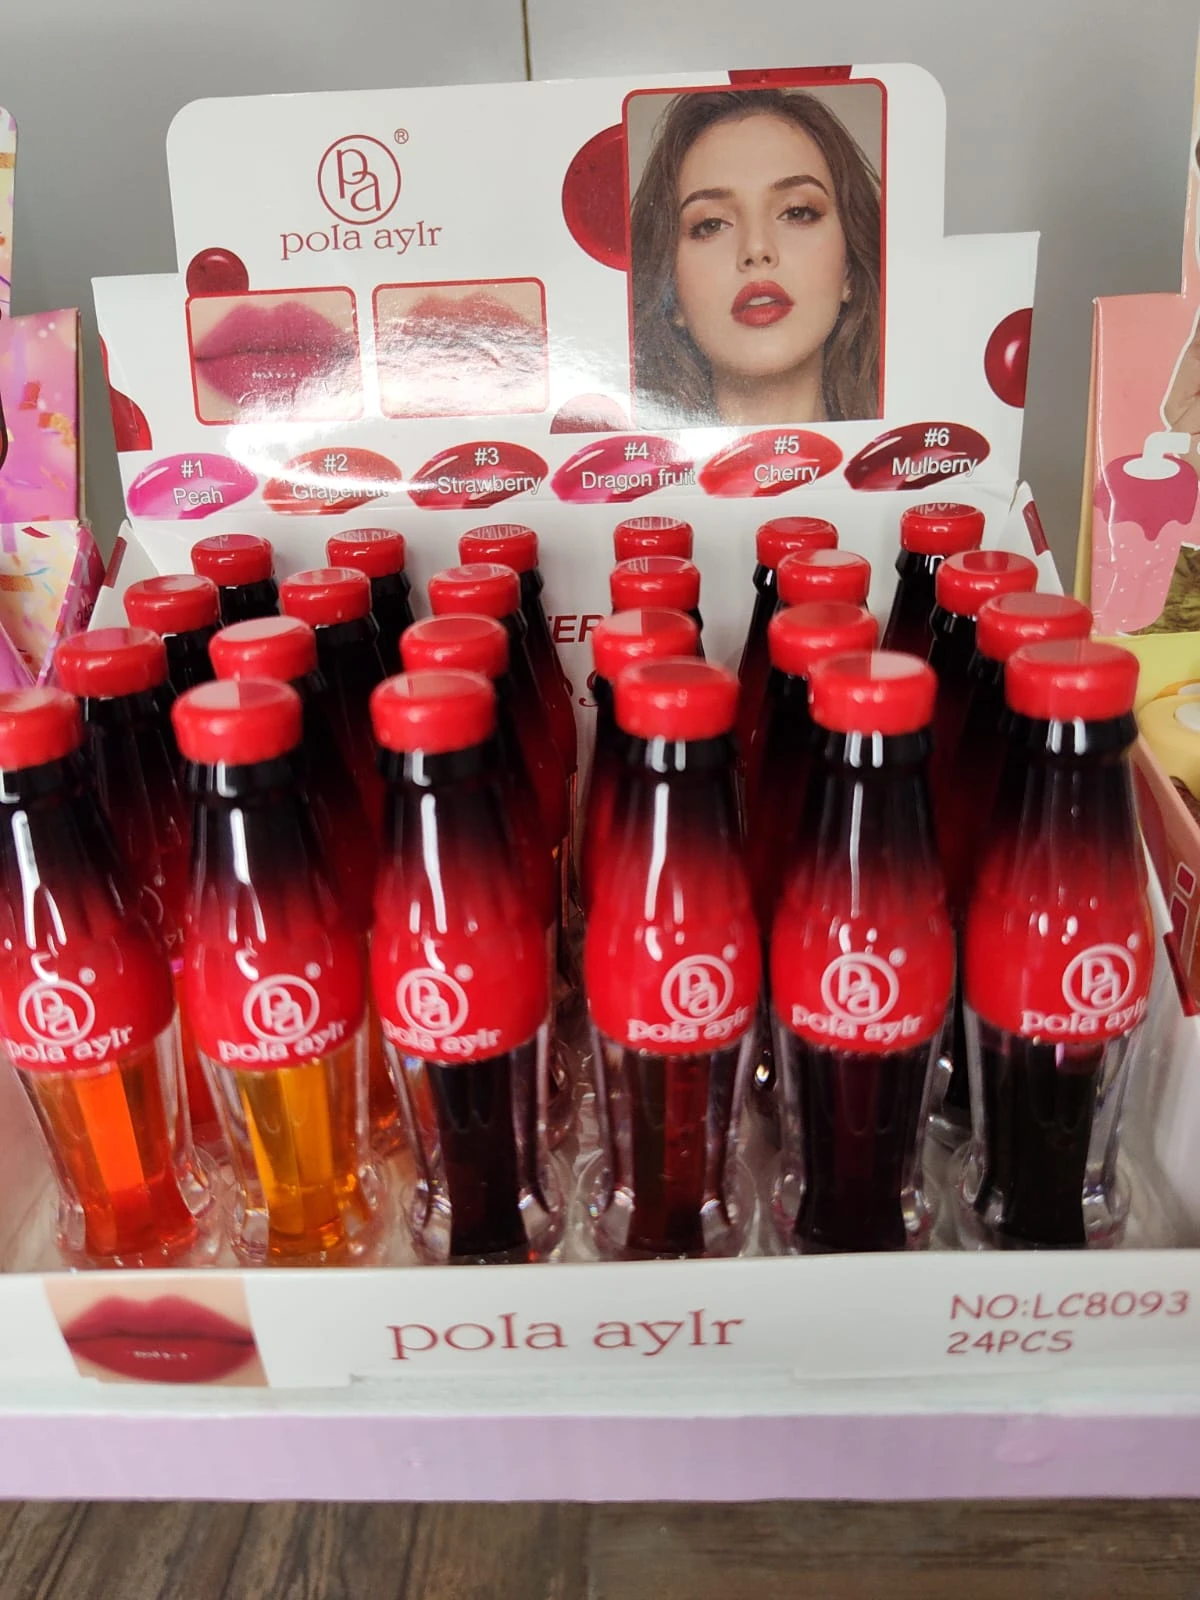 pa®
pola aylr
#1
Peah
#2
Grapefruit
#3
Strawberry
#4
Dragon fruit
#5
Cherry
#6
Mulberry
pa®
pola aylr
pa®
pola aylr
pa®
pola aylr
pa®
pola aylr
pa®
pola aylr
pa®
pola aylr
pola aylr
NO:LC8093
24PCS